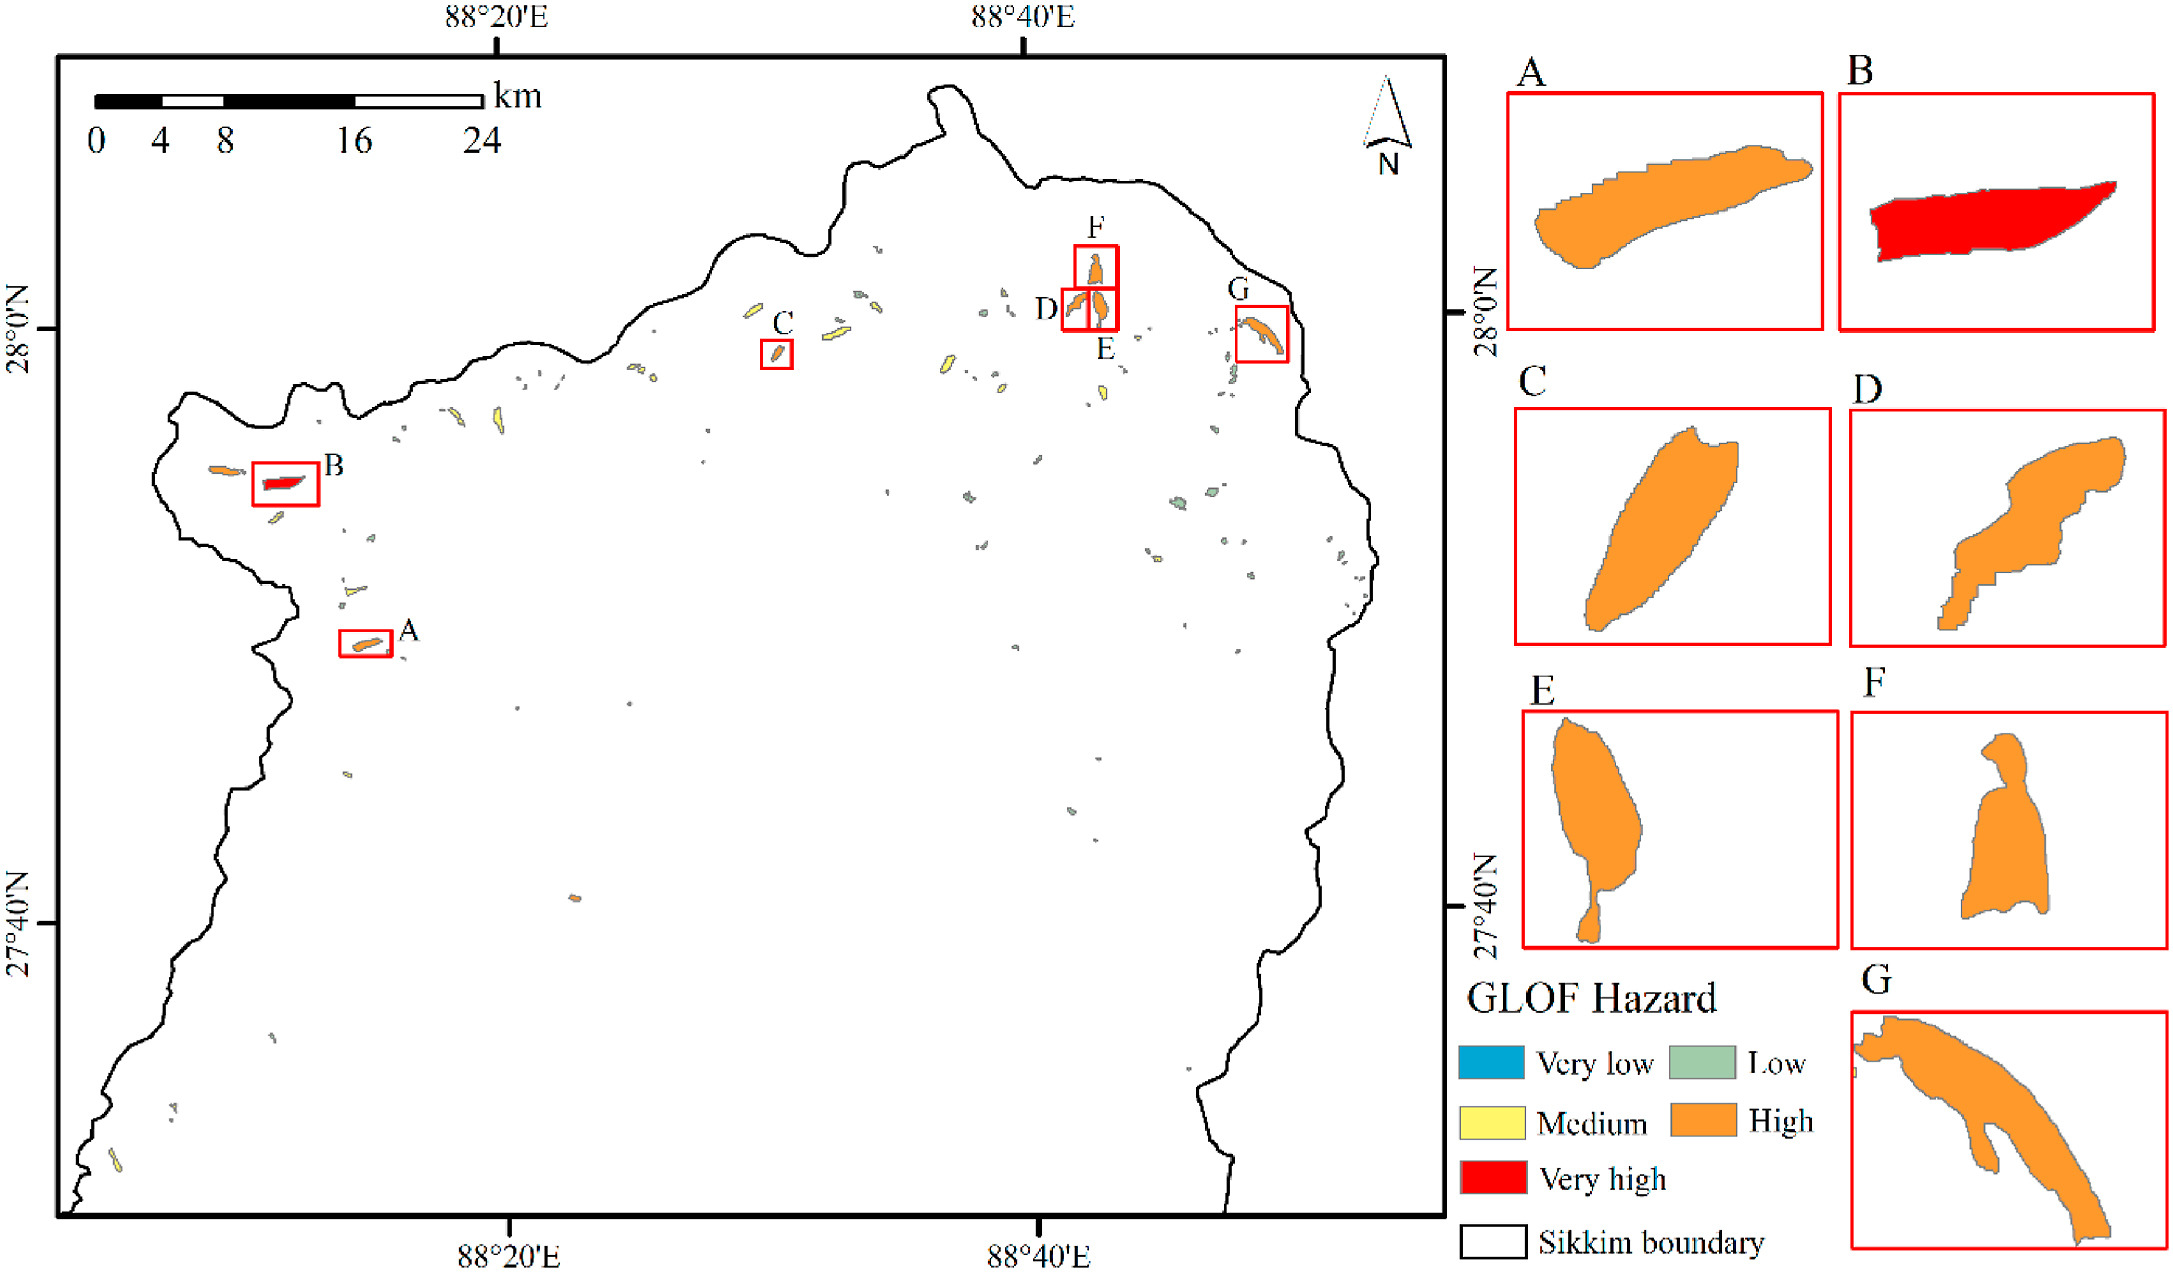 88°20'E 88°40'E
km
0 4 8 16 24
N
A B
F
28°0'N 28°0'N
D G
C
E
C D
B
A
E F
27°40'N 27°40'N
G
GLOF Hazard
Very low Low
Medium High
Very high
Sikkim boundary
88°20'E 88°40'E